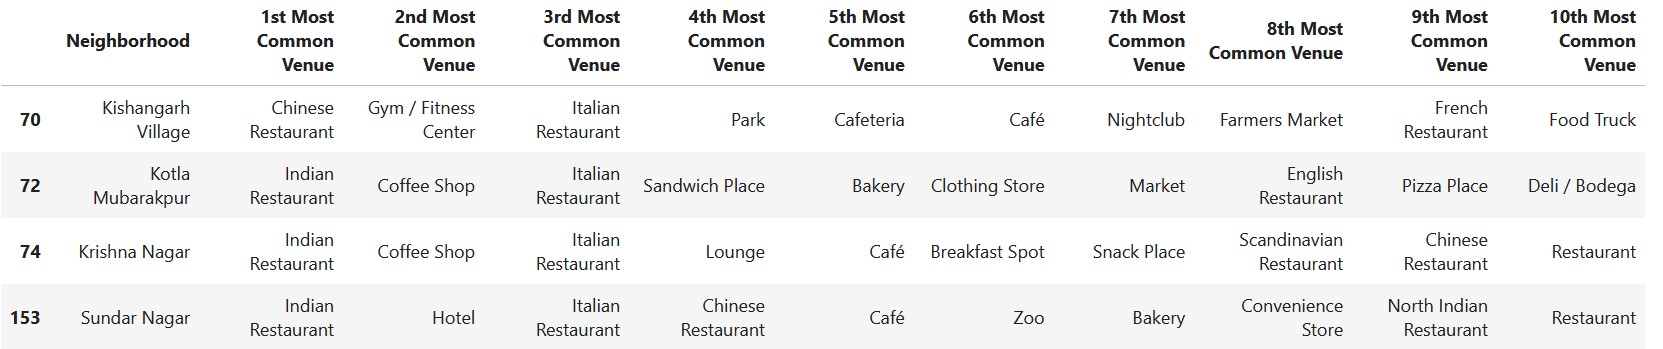 Neighborhood 1st Most Common Venue 2nd Most Common Venue 3rd Most Common Venue 4th Most Common Venue 5th Most Common Venue 6th Most Common Venue 7th Most Common Venue 8th Most Common Venue 9th Most Common Venue 10th Most Common Venue
70 Kishangarh Village Chinese Restaurant Gym / Fitness Center Italian Restaurant Park Cafeteria Café Nightclub Farmers Market French Restaurant Food Truck
72 Kotla Mubarakpur Indian Restaurant Coffee Shop Italian Restaurant Sandwich Place Bakery Clothing Store Market English Restaurant Pizza Place Deli / Bodega
74 Krishna Nagar Indian Restaurant Coffee Shop Italian Restaurant Lounge Café Breakfast Spot Snack Place Scandinavian Restaurant Chinese Restaurant Restaurant
153 Sundar Nagar Indian Restaurant Hotel Italian Restaurant Chinese Restaurant Café Zoo Bakery Convenience Store North Indian Restaurant Restaurant